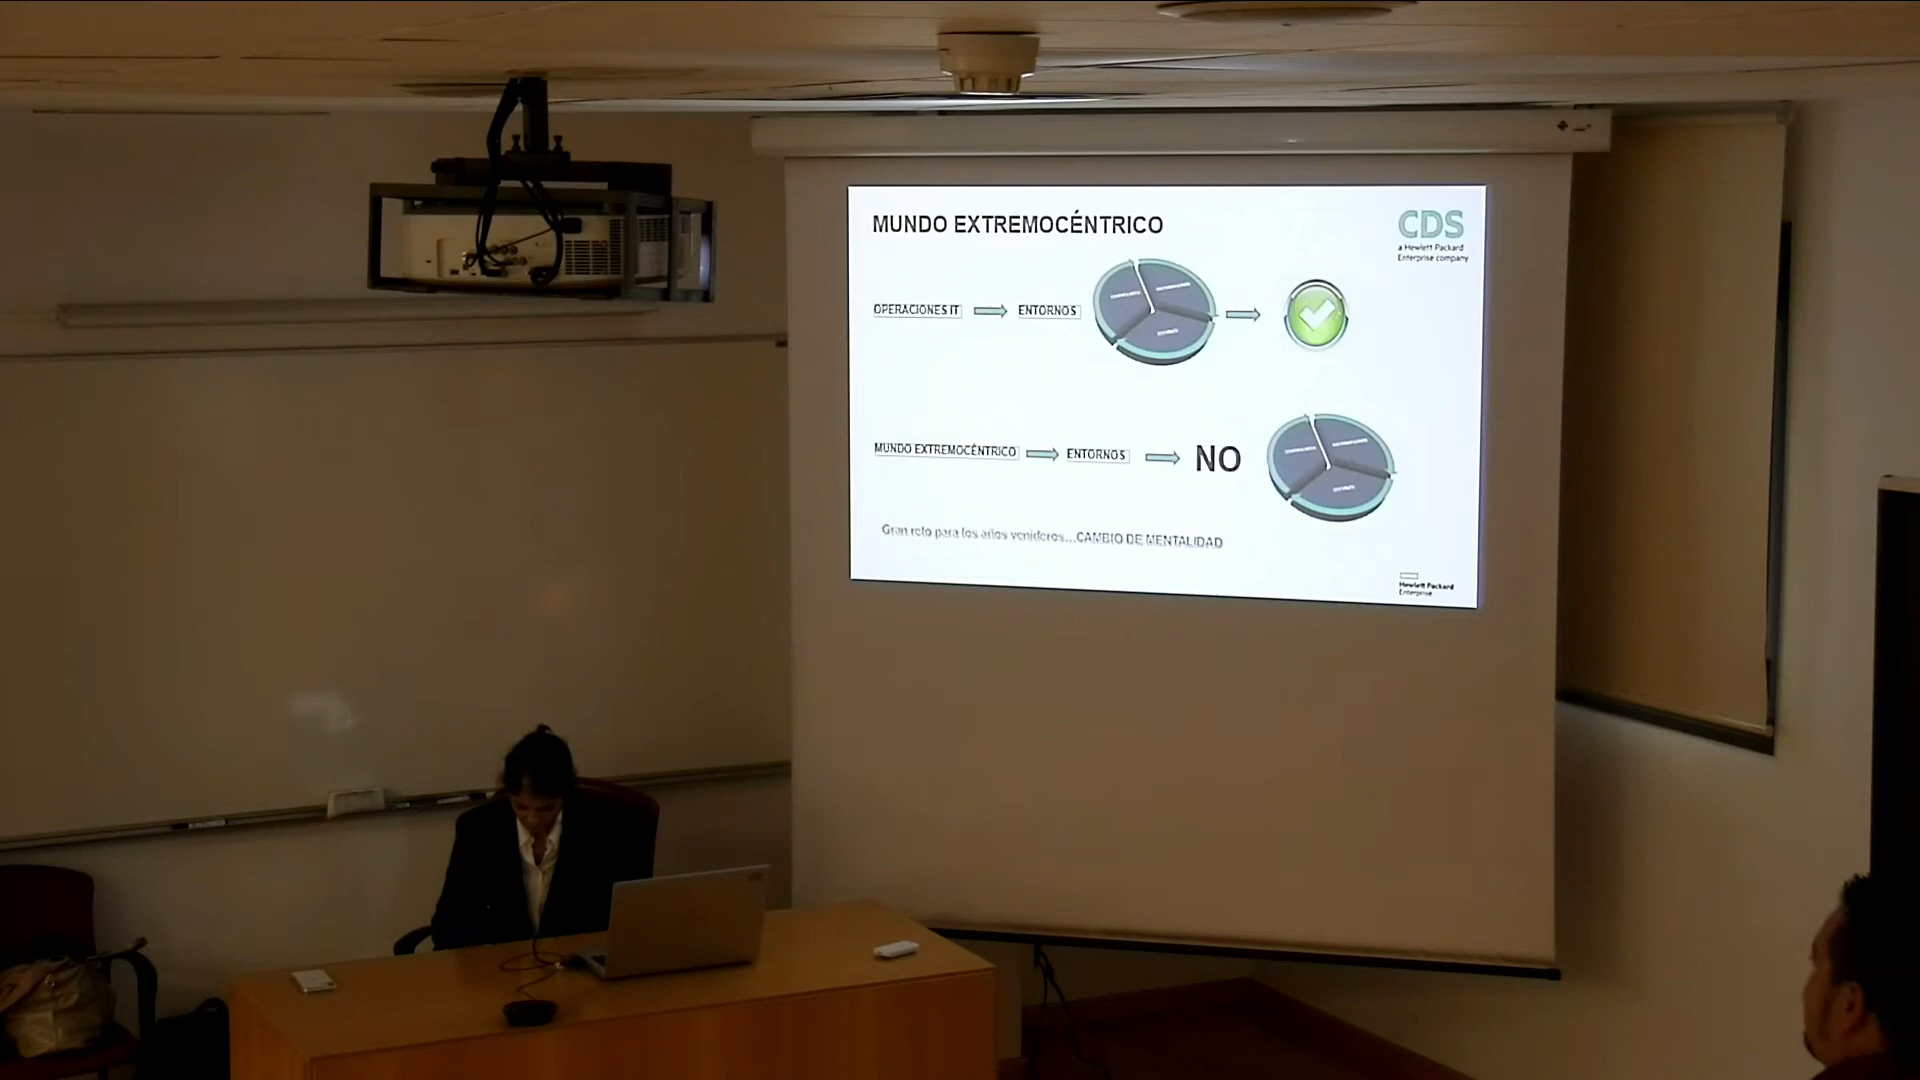 MUNDO EXTREMOCÉNTRICO
CDS
a Hewlett Packard
Enterprise company
OPERACIONES IT
ENTORNOS
MUNDO EXTREMOCÉNTRICO
ENTORNOS
NO
Gran reto para los años venideros...CAMBIO DE MENTALIDAD
Hewlett Packard
Enterprise